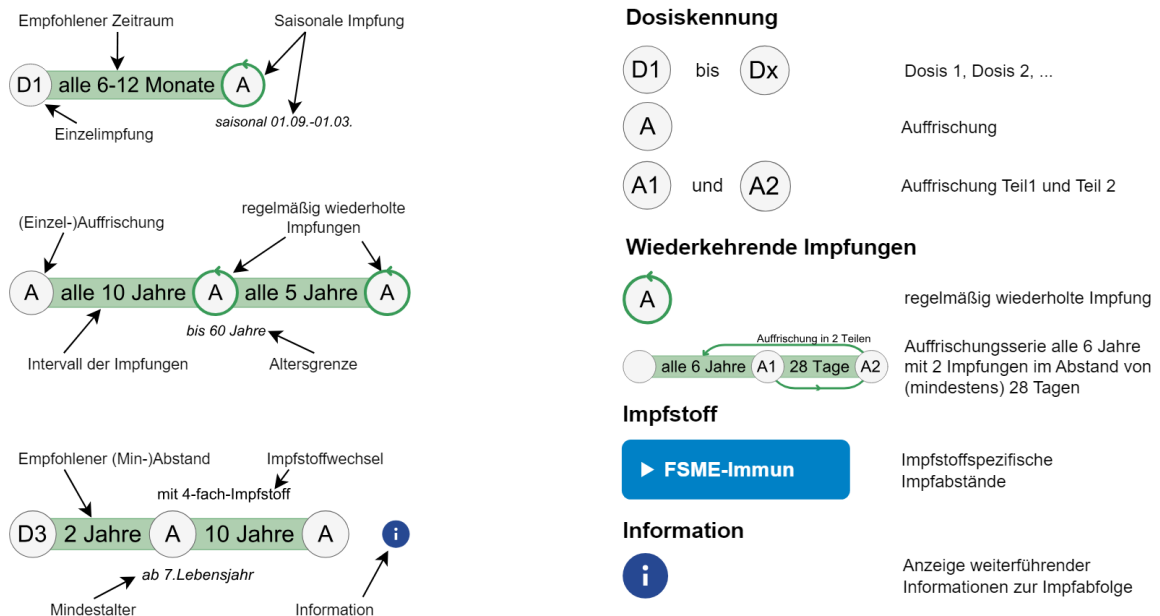 Empfohlener Zeitraum
Saisonale Impfung
D1 alle 6-12 Monate A
saisonal 01.09.-01.03.
Einzelimpfung
(Einzel-)Auffrischung
regelmäßig wiederholte
Impfungen
A alle 10 Jahre A alle 5 Jahre A
bis 60 Jahre
Intervall der Impfungen
Altersgrenze
Empfohlener (Min-)Abstand
Impfstoffwechsel
mit 4-fach-Impfstoff
D3 2 Jahre A 10 Jahre A i
ab 7.Lebensjahr
Mindestalter
Information
Dosiskennung
D1 bis Dx Dosis 1, Dosis 2, ...
A Auffrischung
A1 und A2 Auffrischung Teil1 und Teil 2
Wiederkehrende Impfungen
A regelmäßig wiederholte Impfung
Auffrischung in 2 Teilen
alle 6 Jahre A1 28 Tage A2
Auffrischungsserie alle 6 Jahre
mit 2 Impfungen im Abstand von
(mindestens) 28 Tagen
Impfstoff
FSME-Immun
Impfstoffspezifische
Impfabstände
Information
i
Anzeige weiterführender
Informationen zur Impfabfolge